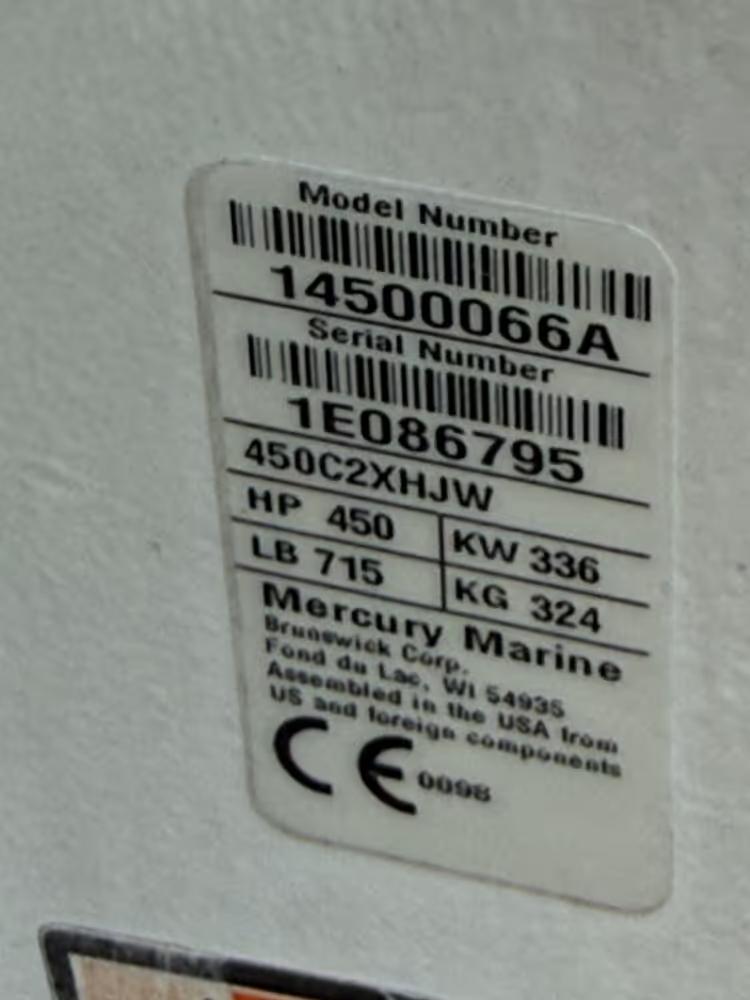 Model Number
14500066A
Serial Number
1E086795
450C2XHJW
HP 450 KW 336
LB 715 KG 324
Mercury Marine
Brunswick Corp.
Fond du Lac, WI 54935
Assembled in the USA from
US and foreign components
CE 0098